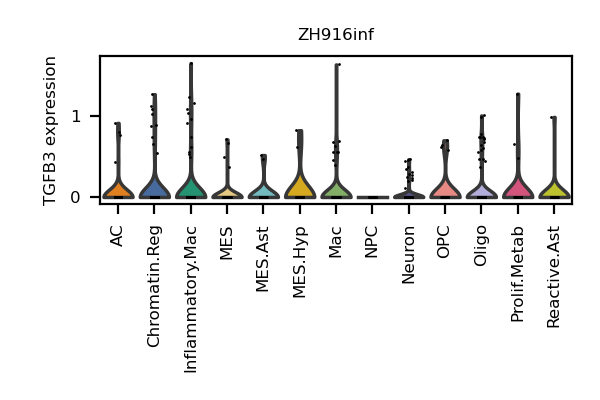 ZH916inf
TGFB3 expression
1
0
AC
Chromatin.Reg
Inflammatory.Mac
MES
MES.Ast
MES.Hyp
Mac
NPC
Neuron
OPC
Oligo
Prolif.Metab
Reactive.Ast